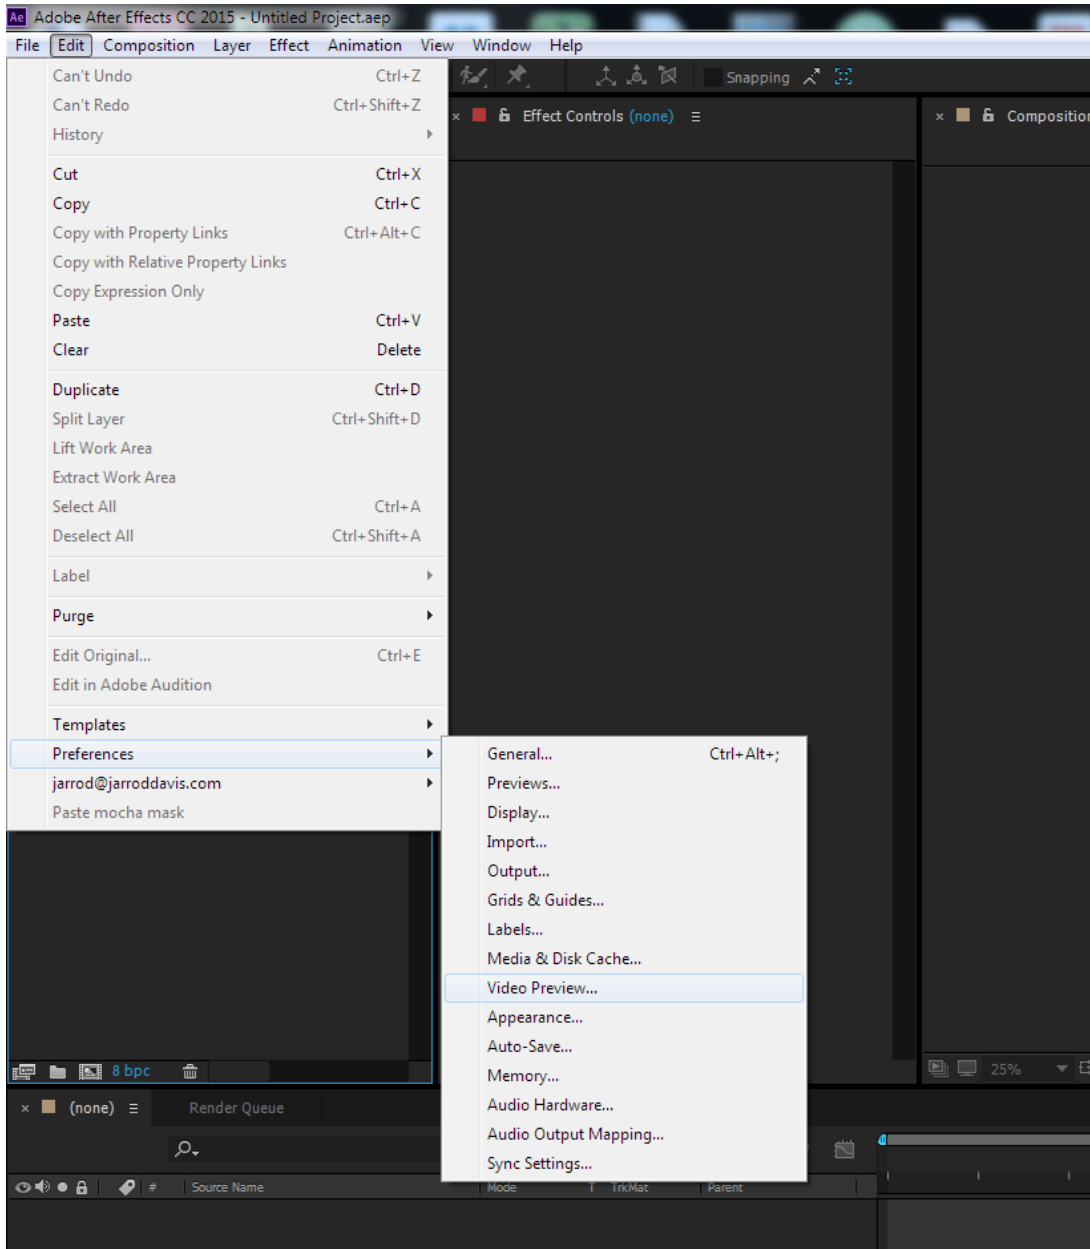 Ae Adobe After Effects CC 2015 - Untitled Project.aep
File Edit Composition Layer Effect Animation View Window Help
Snapping
× Effect Controls (none) ≡
× Composition
Can't Undo Ctrl+Z
Can't Redo Ctrl+Shift+Z
History
Cut Ctrl+X
Copy Ctrl+C
Copy with Property Links Ctrl+Alt+C
Copy with Relative Property Links
Copy Expression Only
Paste Ctrl+V
Clear Delete
Duplicate Ctrl+D
Split Layer Ctrl+Shift+D
Lift Work Area
Extract Work Area
Select All Ctrl+A
Deselect All Ctrl+Shift+A
Label
Purge
Edit Original... Ctrl+E
Edit in Adobe Audition
Templates
Preferences
jarrod@jarroddavis.com
Paste mocha mask
General... Ctrl+Alt+;
Previews...
Display...
Import...
Output...
Grids & Guides...
Labels...
Media & Disk Cache...
Video Preview...
Appearance...
Auto-Save...
Memory...
Audio Hardware...
Audio Output Mapping...
Sync Settings...
8 bpc
25%
× (none) ≡ Render Queue
# Source Name Mode T TrkMat Parent